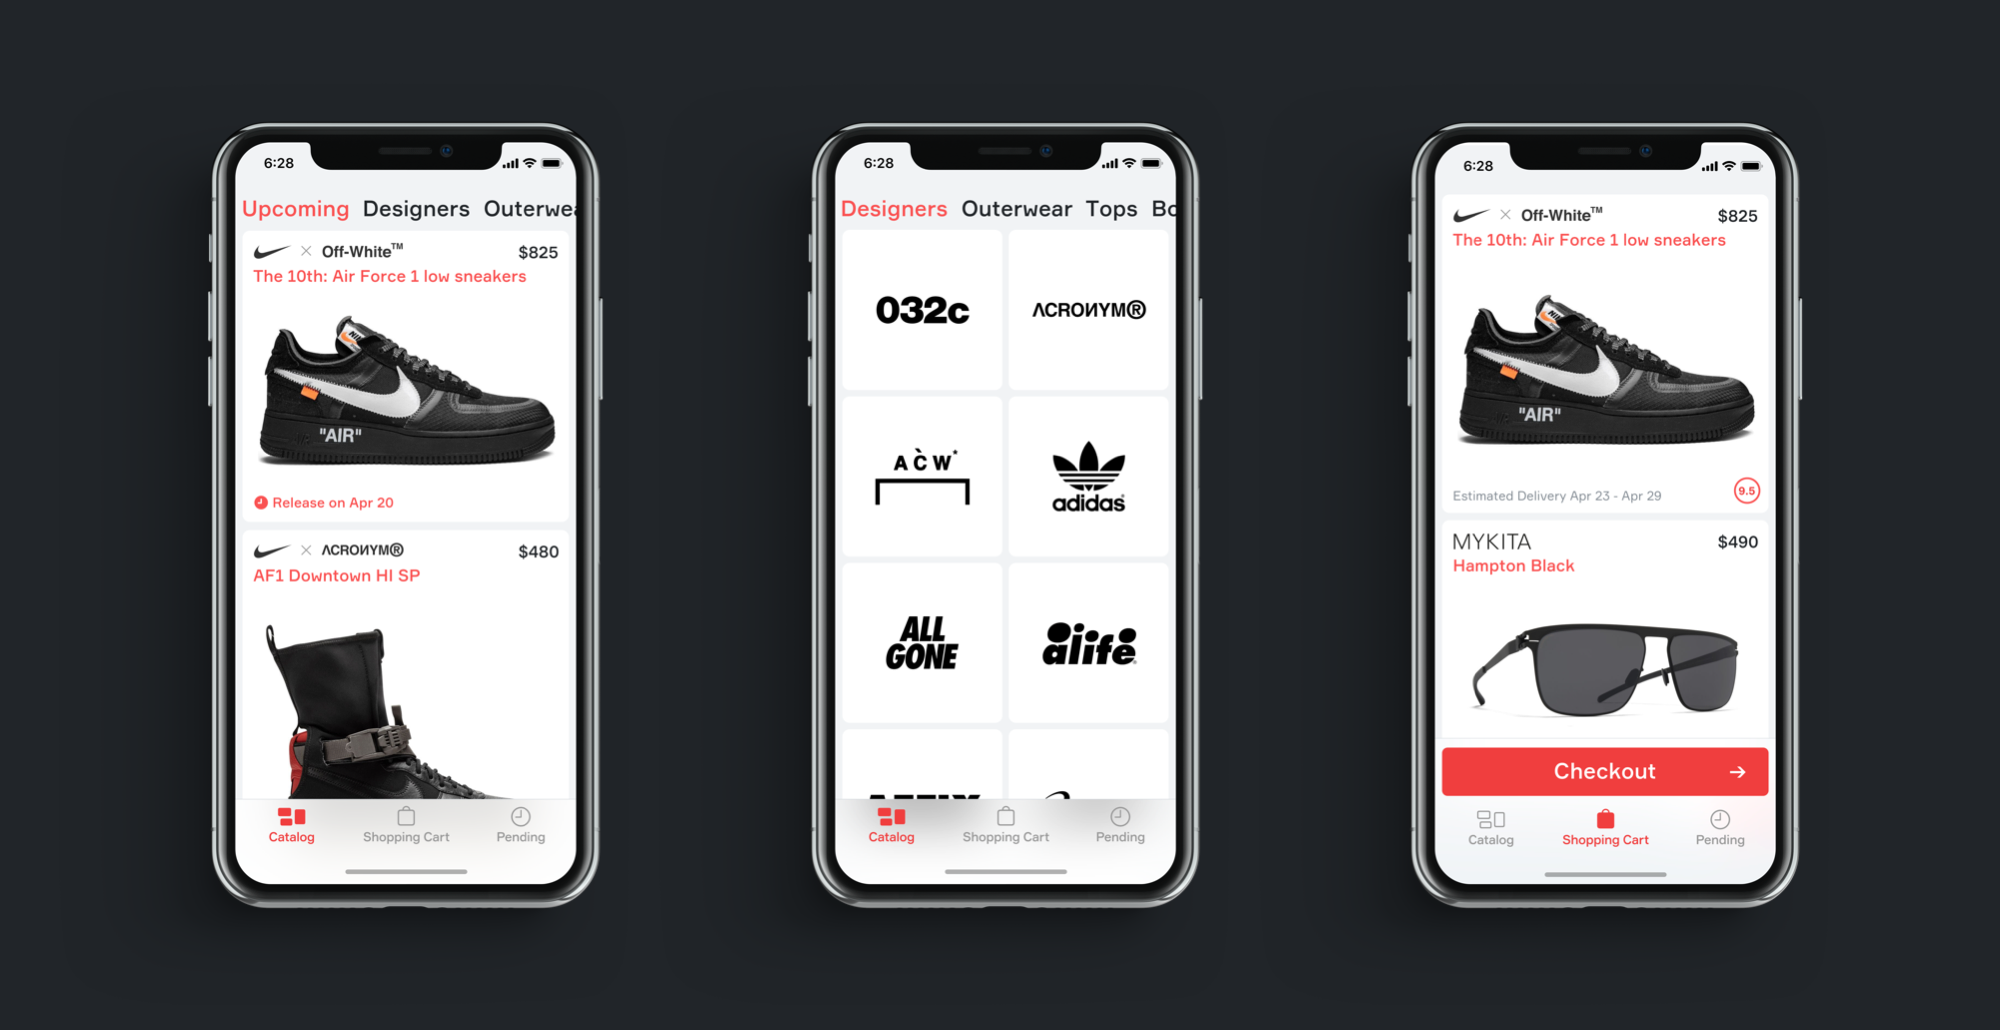 6:28
Upcoming Designers Outerwea
× Off-White™ $825
The 10th: Air Force 1 low sneakers
NIKE
"AIR"
Release on Apr 20
× ACRONYM® $480
AF1 Downtown HI SP
Catalog Shopping Cart Pending
6:28
Designers Outerwear Tops Bo
032c ACRONYM®
A C̀ W* adidas
ALL GONE alife
Catalog Shopping Cart Pending
6:28
× Off-White™ $825
The 10th: Air Force 1 low sneakers
"AIR"
Estimated Delivery Apr 23 - Apr 29 9.5
MYKITA $490
Hampton Black
Checkout →
Catalog Shopping Cart Pending